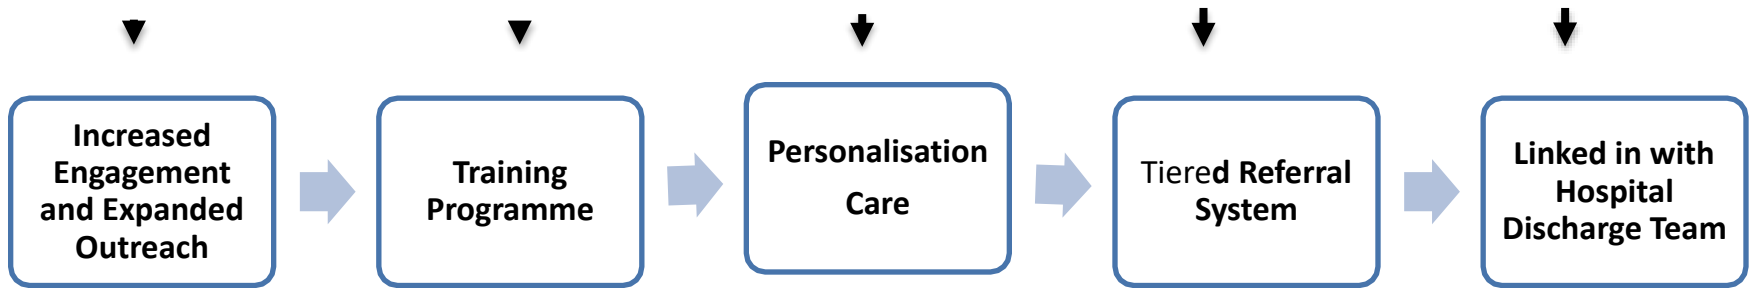 Increased
Engagement
and Expanded
Outreach
Training
Programme
Personalisation
Care
Tiered Referral
System
Linked in with
Hospital
Discharge Team